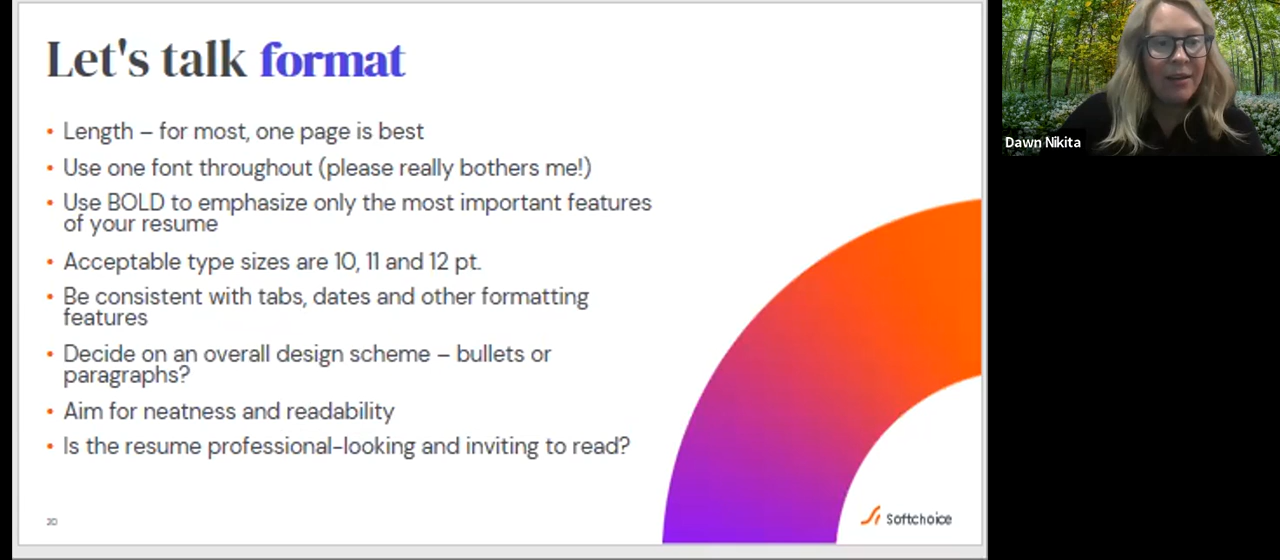 Let's talk format
• Length – for most, one page is best
• Use one font throughout (please really bothers me!)
• Use BOLD to emphasize only the most important features
of your resume
• Acceptable type sizes are 10, 11 and 12 pt.
• Be consistent with tabs, dates and other formatting
features
• Decide on an overall design scheme – bullets or
paragraphs?
• Aim for neatness and readability
• Is the resume professional-looking and inviting to read?
20
Softchoice
Dawn Nikita